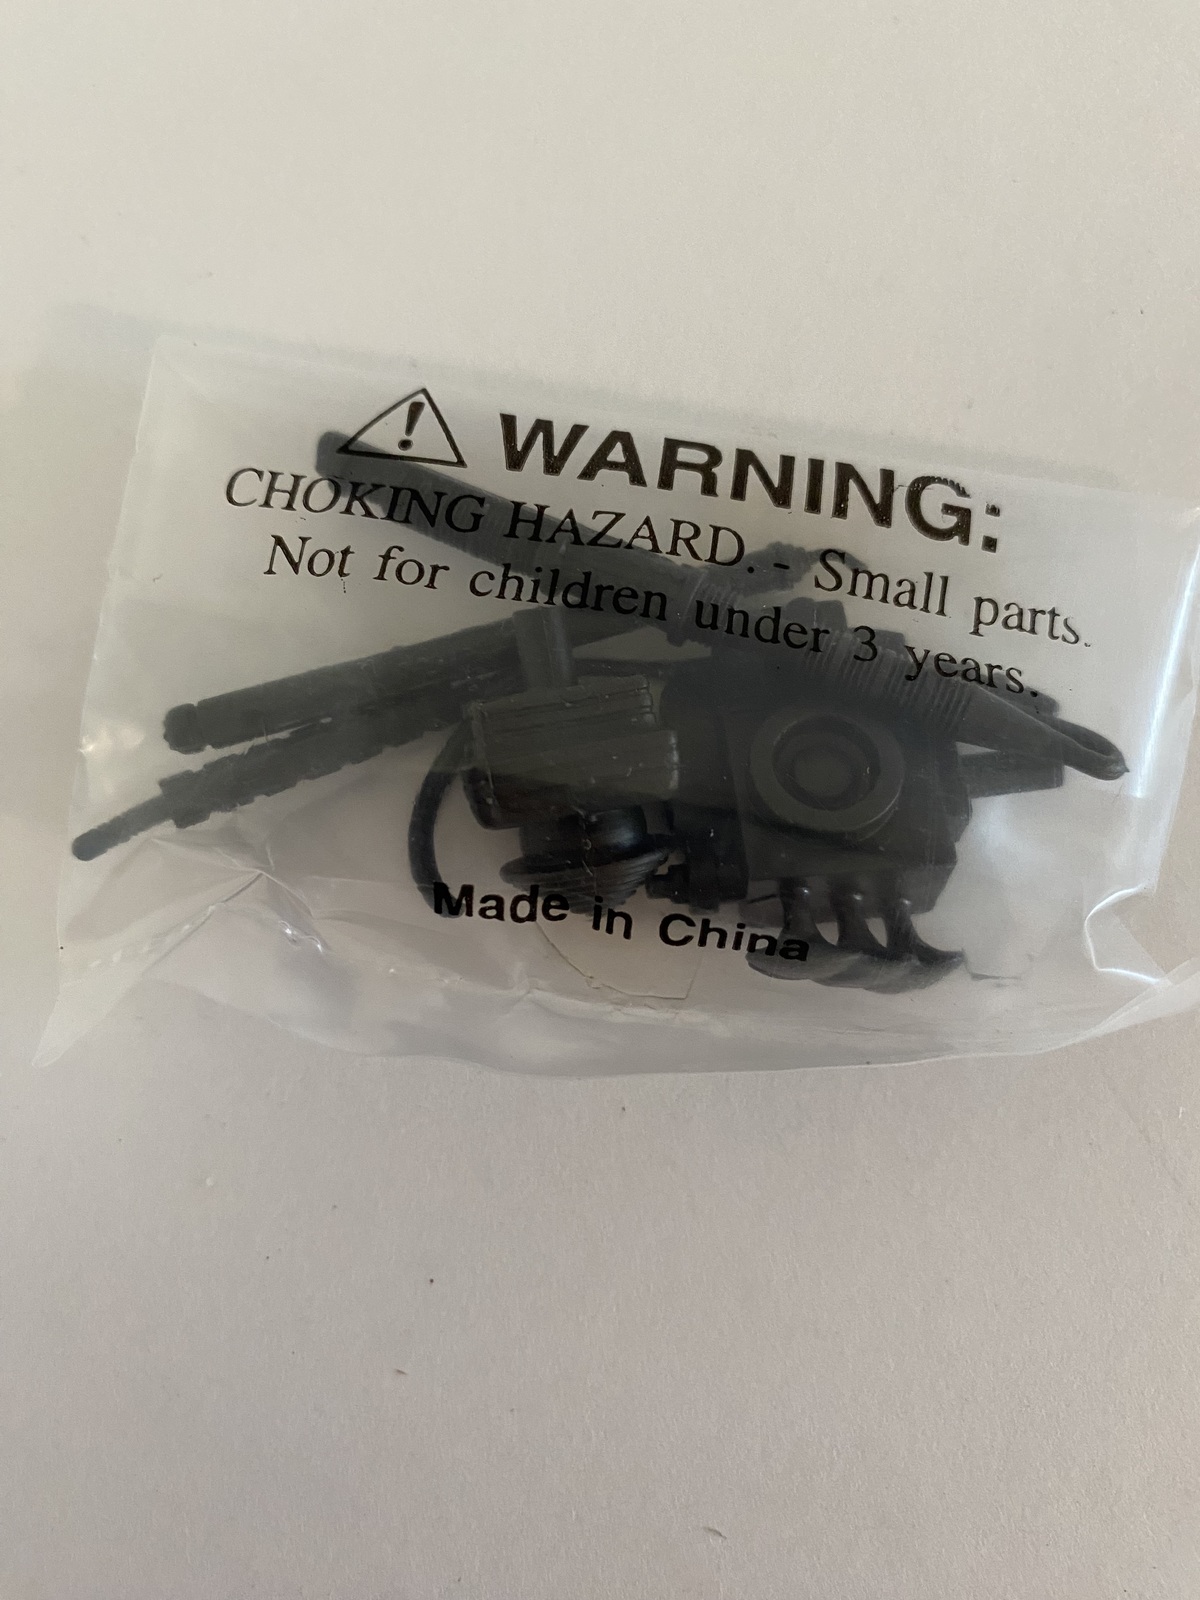 WARNING:
CHOKING HAZARD. - Small parts.
Not for children under 3 years.
Made in China